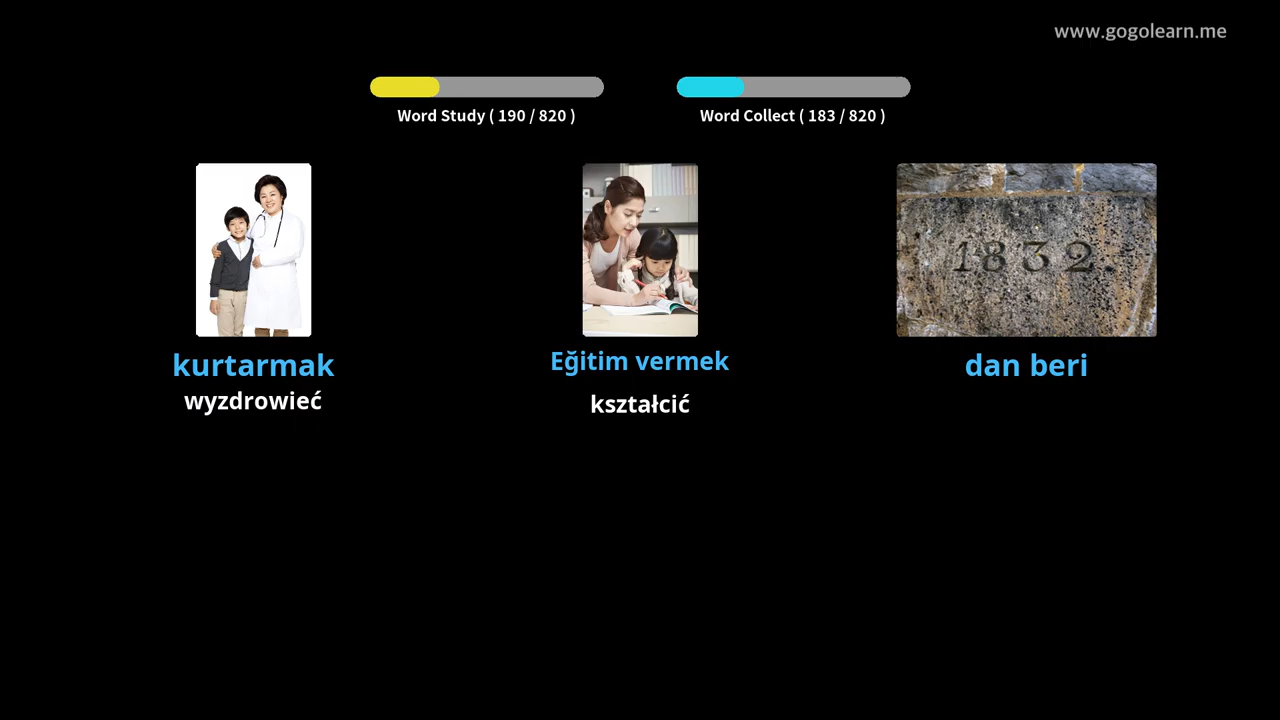 www.gogolearn.me
Word Study ( 190 / 820 )
Word Collect ( 183 / 820 )
1832.
kurtarmak
wyzdrowieć
Eğitim vermek
kształcić
dan beri